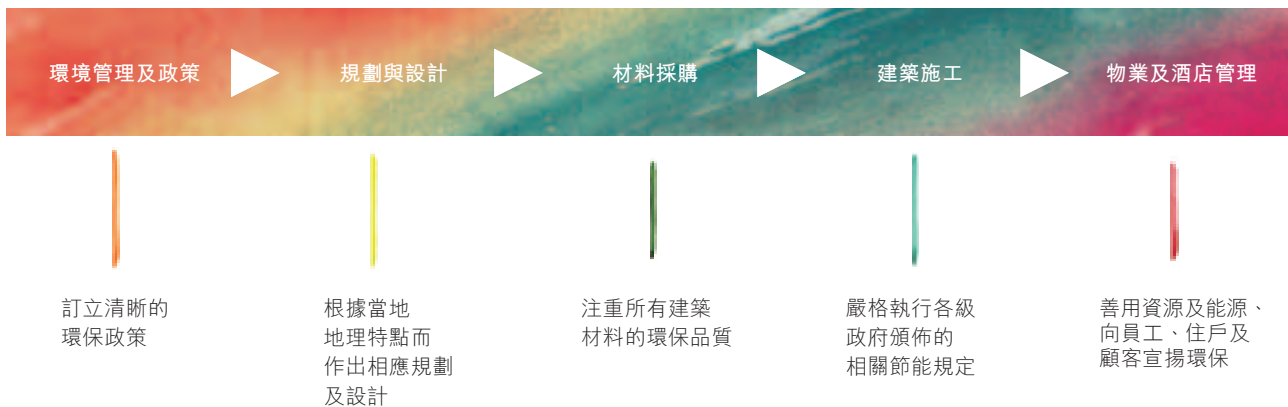 環境管理及政策
規劃與設計
材料採購
建築施工
物業及酒店管理
訂立清晰的
環保政策
根據當地
地理特點而
作出相應規劃
及設計
注重所有建築
材料的環保品質
嚴格執行各級
政府頒佈的
相關節能規定
善用資源及能源、
向員工、住戶及
顧客宣揚環保